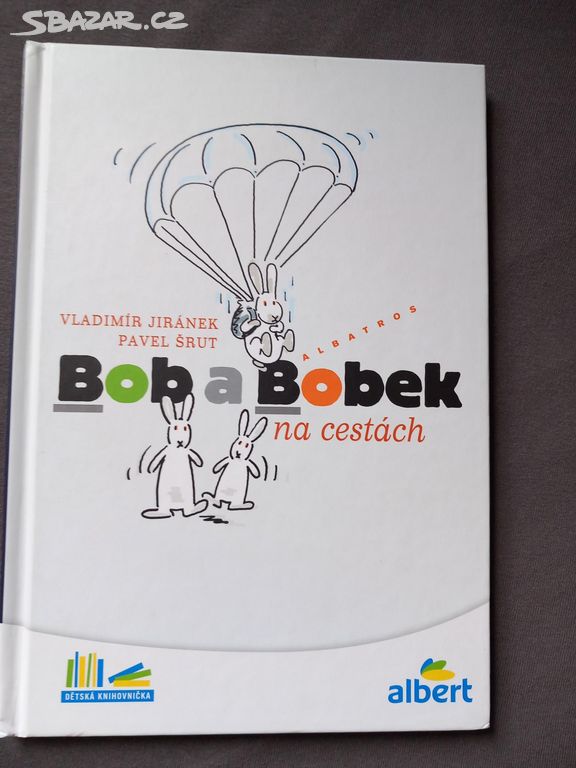 SBAZAR.CZ
VLADIMÍR JIRÁNEK
PAVEL ŠRUT
ALBATROS
Bob a Bobek
na cestách
DĚTSKÁ KNIHOVNIČKA
albert